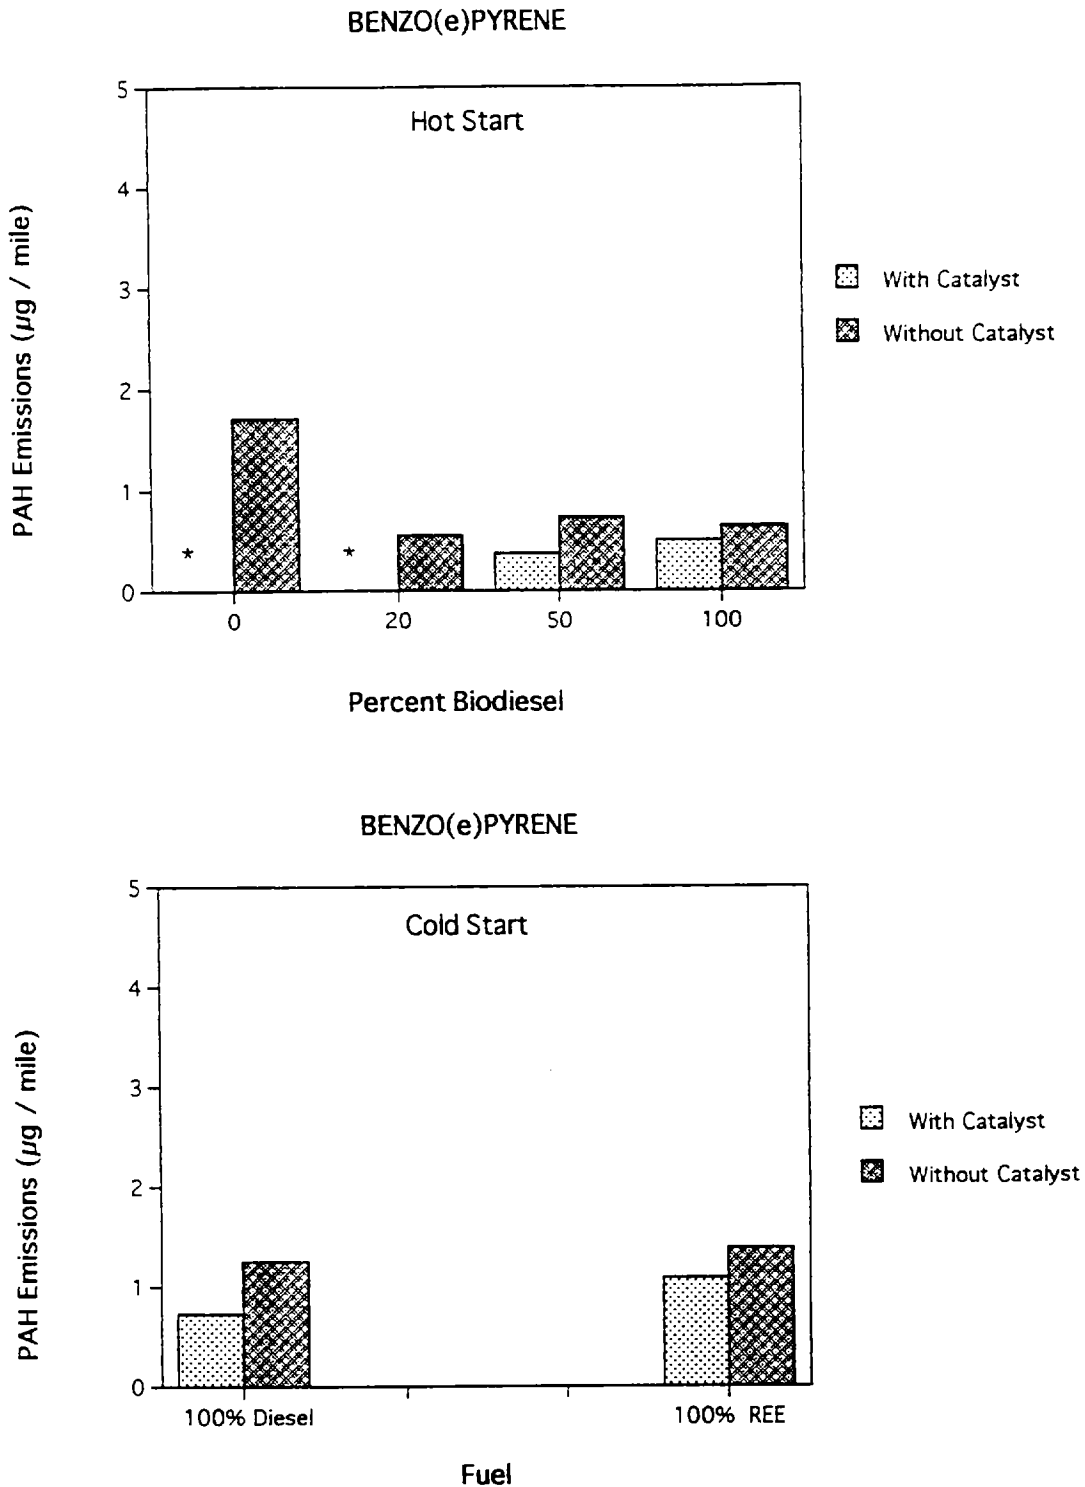 BENZO(e)PYRENE
Hot Start
PAH Emissions (µg / mile)
5
4
3
2
1
0
*
*
0 20 50 100
Percent Biodiesel
With Catalyst
Without Catalyst
BENZO(e)PYRENE
Cold Start
PAH Emissions (µg / mile)
5
4
3
2
1
0
100% Diesel 100% REE
Fuel
With Catalyst
Without Catalyst